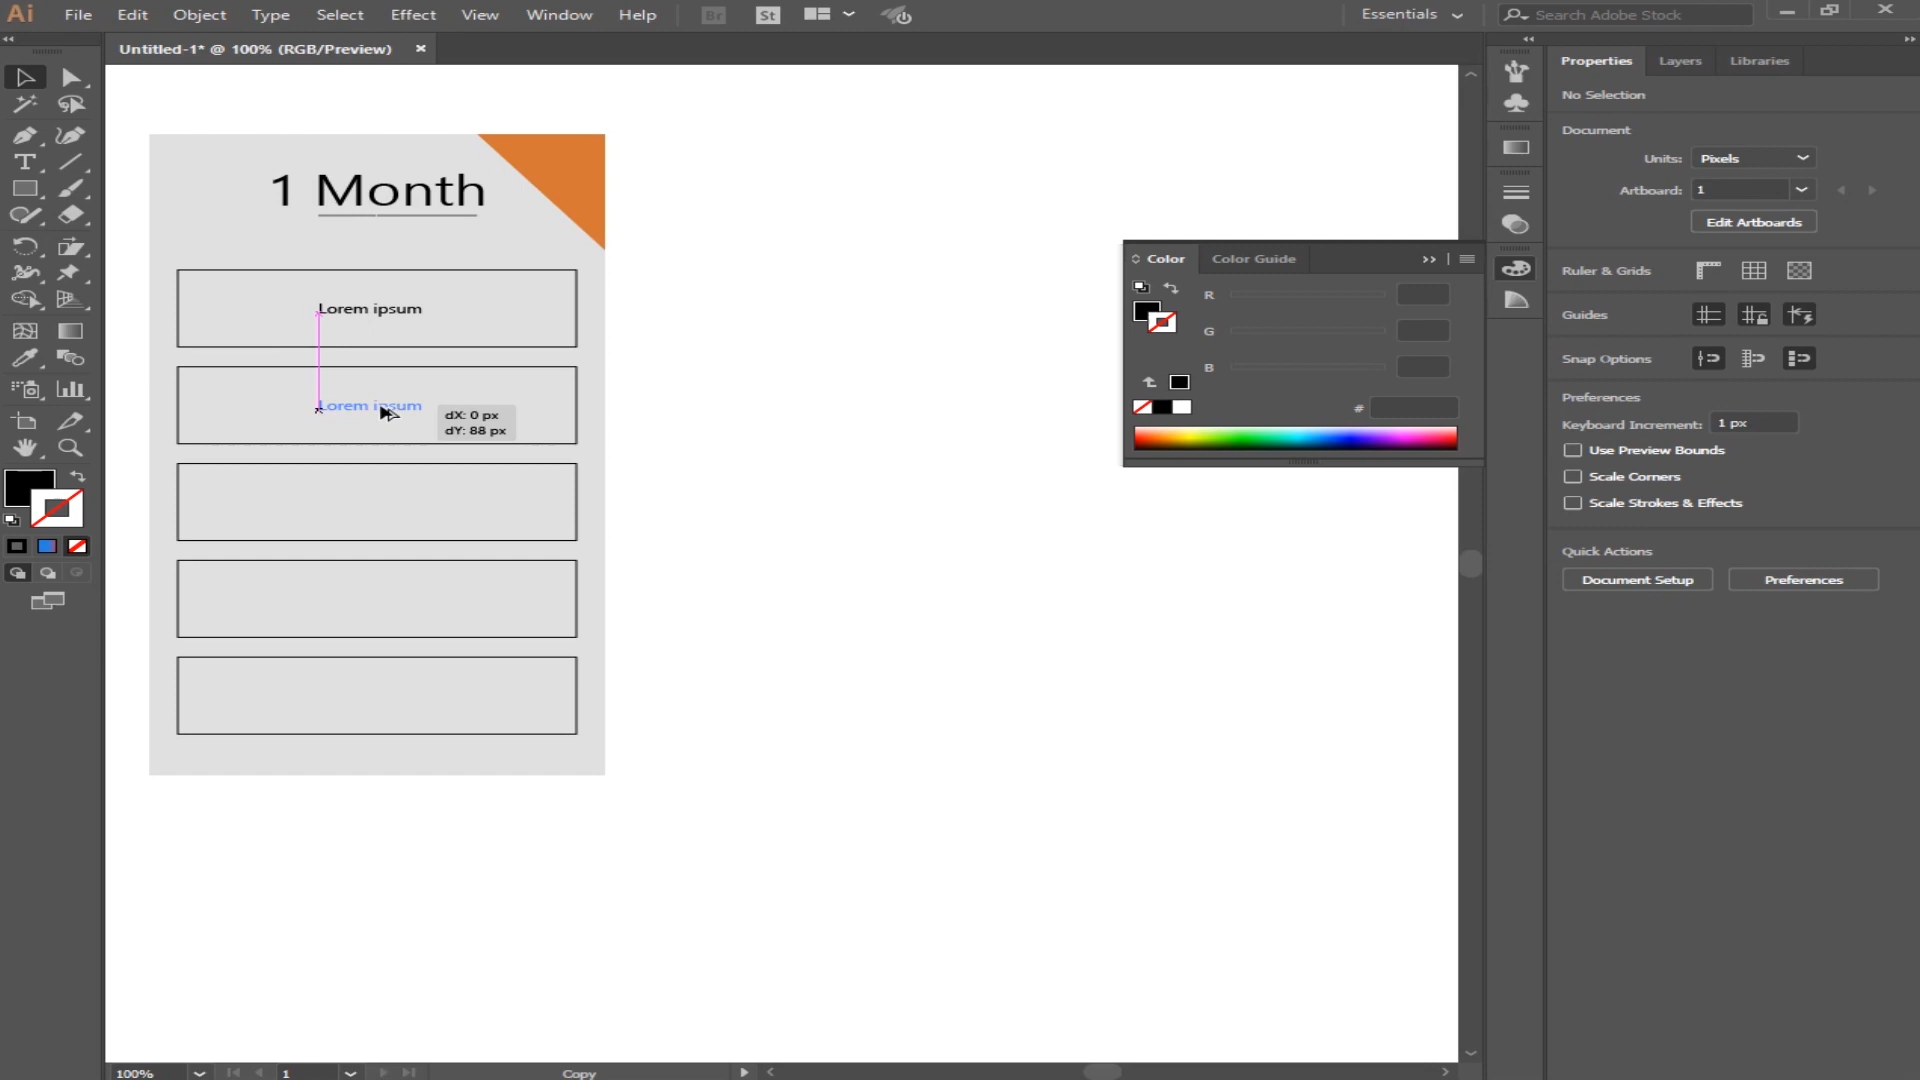 Ai File Edit Object Type Select Effect View Window Help Br St Essentials Search Adobe Stock
Untitled-1* @ 100% (RGB/Preview)
1 Month
Lorem ipsum
Lorem ipsum
dX: 0 px
dY: 88 px
Color Color Guide
R
G
B
#
Properties Layers Libraries
No Selection
Document
Units: Pixels
Artboard: 1
Edit Artboards
Ruler & Grids
Guides
Snap Options
Preferences
Keyboard Increment: 1 px
Use Preview Bounds
Scale Corners
Scale Strokes & Effects
Quick Actions
Document Setup Preferences
100% 1 Copy